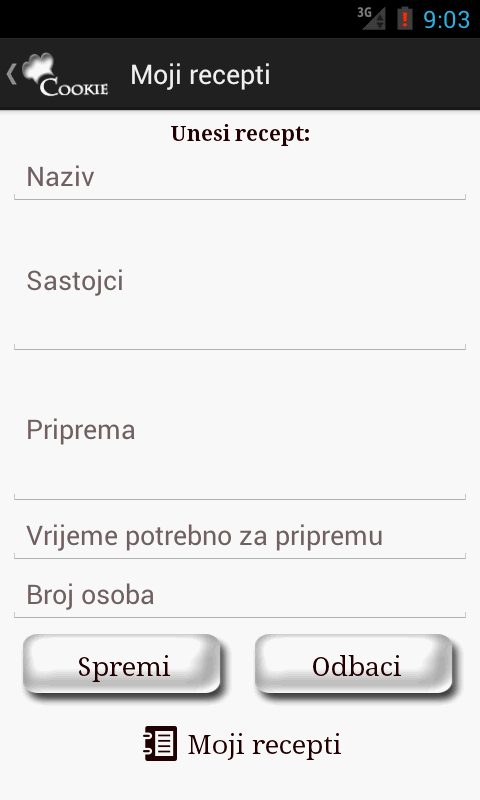 3G
9:03
COOKIE
Moji recepti
Unesi recept:
Naziv
Sastojci
Priprema
Vrijeme potrebno za pripremu
Broj osoba
Spremi
Odbaci
Moji recepti